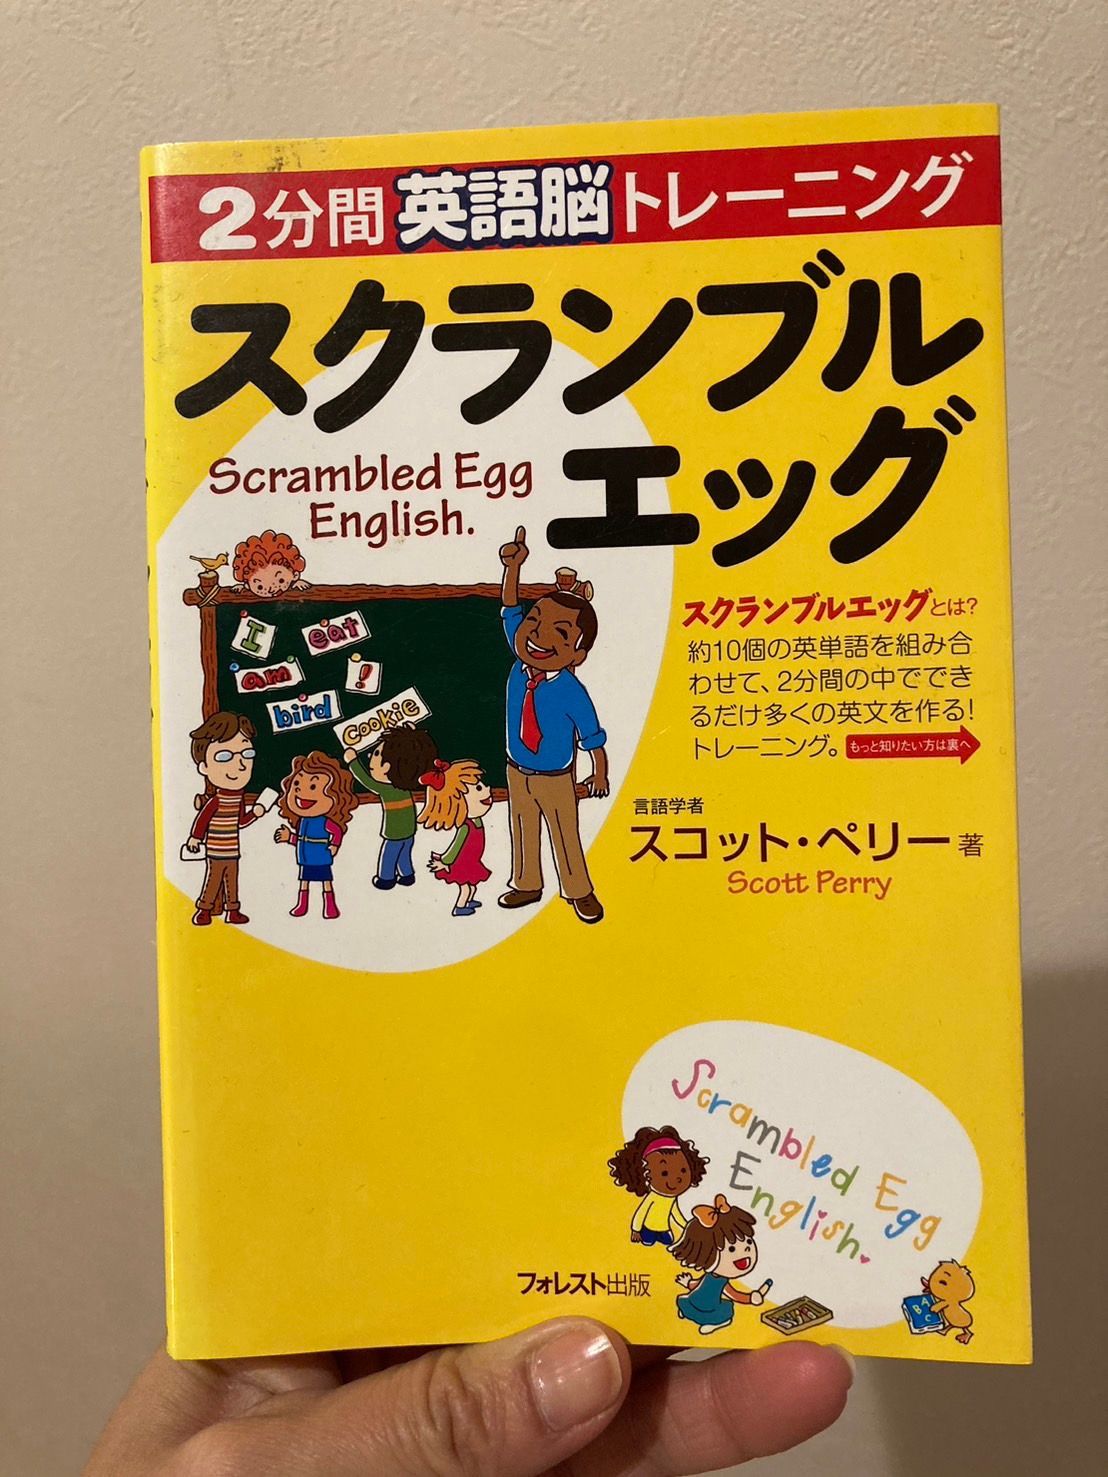 2分間英語脳トレーニング
スクランブル
エッグ
Scrambled Egg
English.
I
eat
am
!
bird
cookie
スクランブルエッグとは?
約10個の英単語を組み合
わせて、2分間の中ででき
るだけ多くの英文を作る!
トレーニング。 もっと知りたい方は裏へ
言語学者
スコット・ペリー 著
Scott Perry
Scrambled Egg
English.
A
B
C
フォレスト出版